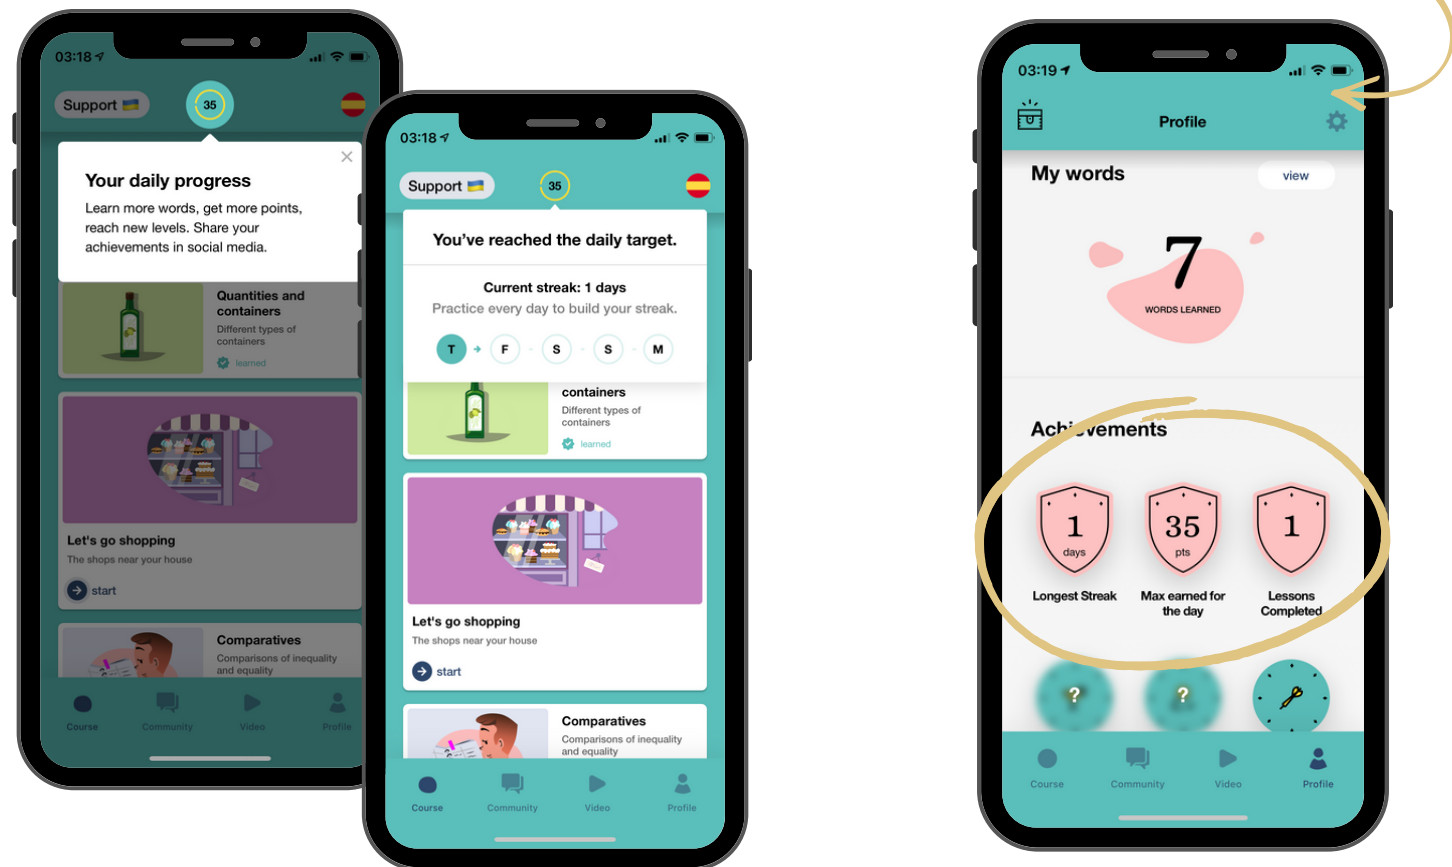 03:18
Support
35
Your daily progress
Learn more words, get more points,
reach new levels. Share your
achievements in social media.
Quantities and
containers
Different types of
containers
learned
Let's go shopping
The shops near your house
start
Comparatives
Comparisons of inequality
and equality
Course
Community
Video
Profile
03:18
Support
35
You've reached the daily target.
Current streak: 1 days
Practice every day to build your streak.
T F S S M
containers
Different types of
containers
learned
Let's go shopping
The shops near your house
start
Comparatives
Comparisons of inequality
and equality
Course
Community
Video
Profile
03:19
Profile
My words
view
7
WORDS LEARNED
Achievements
1
days
35
pts
1
Longest Streak
Max earned for
the day
Lessons
Completed
? ?
Course
Community
Video
Profile